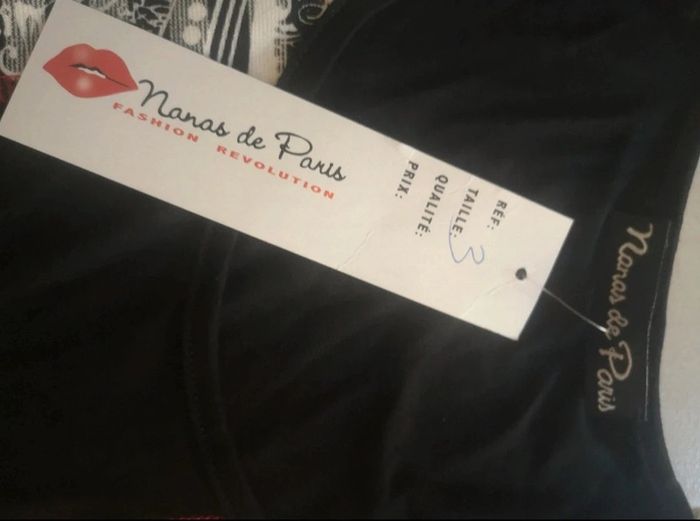 Nanas de Paris
FASHION REVOLUTION
RÉF:
TAILLE: 3
QUALITÉ:
PRIX:
Nanas de Paris